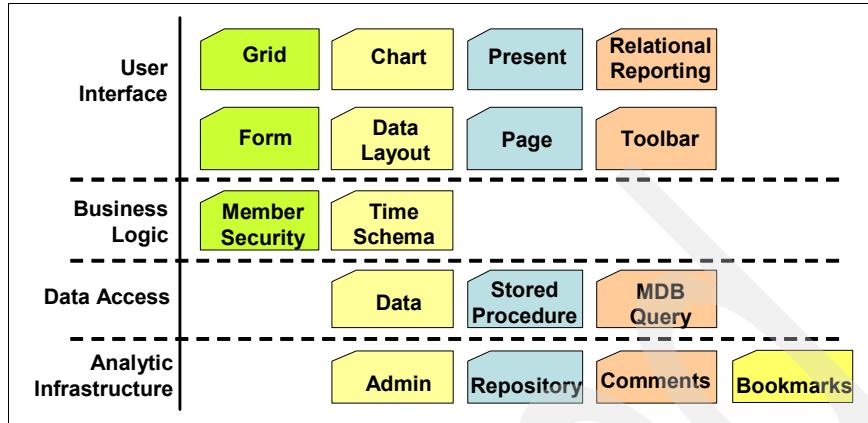 User
Interface
Grid
Chart
Present
Relational
Reporting
Form
Data
Layout
Page
Toolbar
Business
Logic
Member
Security
Time
Schema
Data Access
Data
Stored
Procedure
MDB
Query
Analytic
Infrastructure
Admin
Repository
Comments
Bookmarks